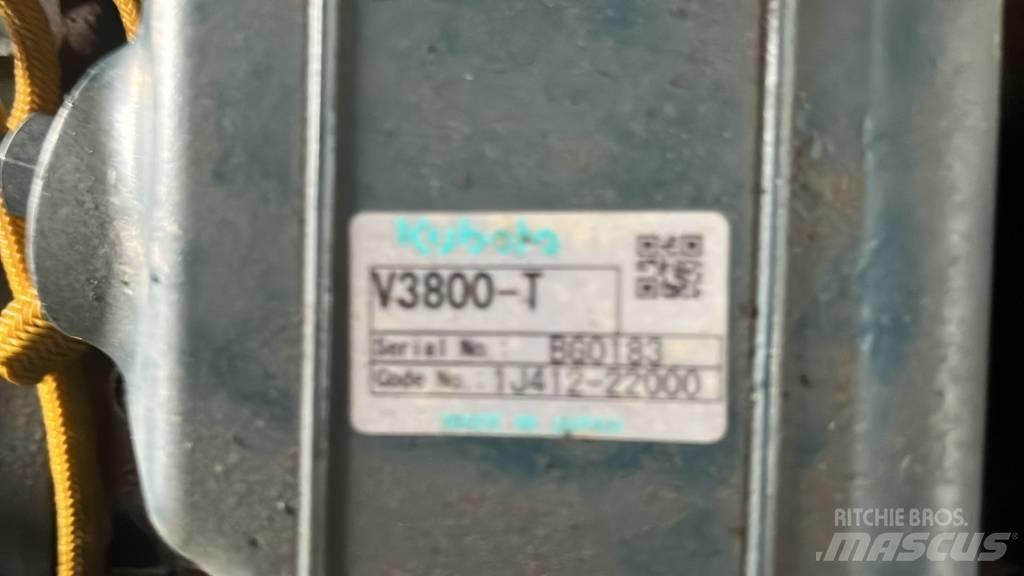 Kubota
V3800-T
Serial No. : BG0183
Code No. : 1J412-22000
MADE IN JAPAN
RITCHIE BROS.
MASCUS